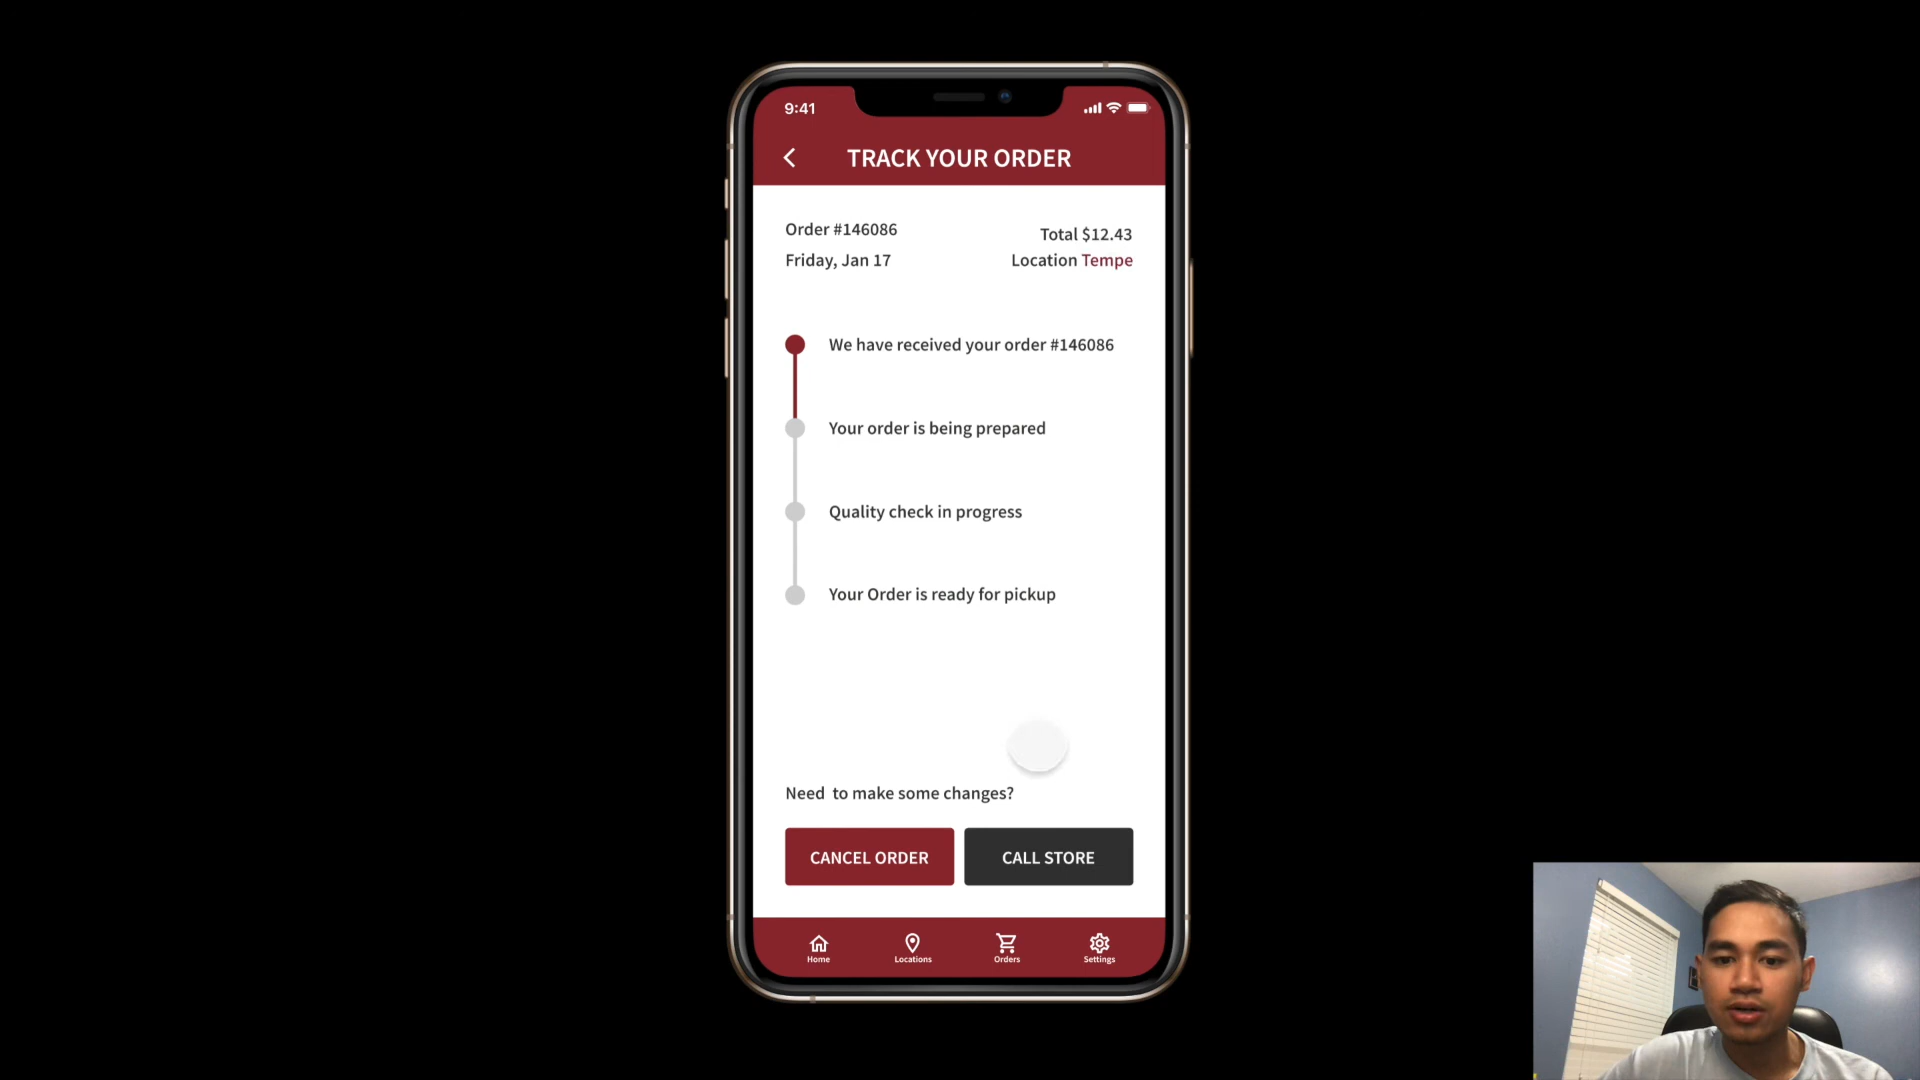 9:41
TRACK YOUR ORDER
Order #146086
Total $12.43
Friday, Jan 17
Location Tempe
We have received your order #146086
Your order is being prepared
Quality check in progress
Your Order is ready for pickup
Need  to make some changes?
CANCEL ORDER
CALL STORE
Home
Locations
Orders
Settings